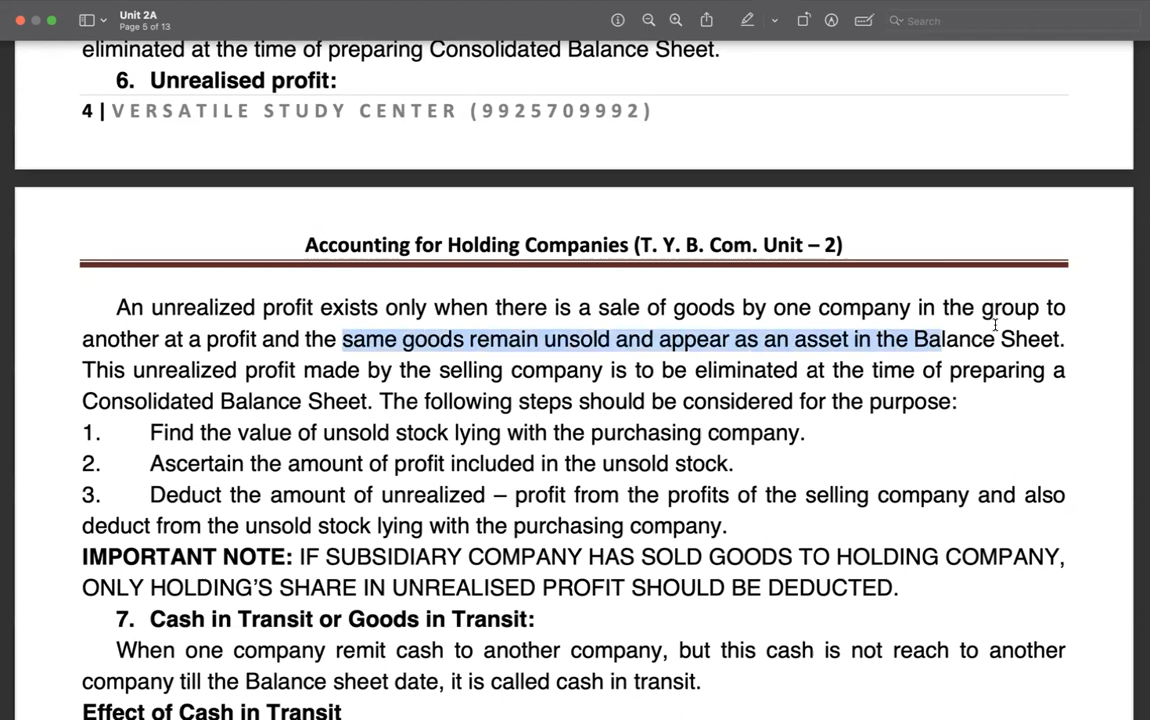 Unit 2A
Page 5 of 13
Search
eliminated at the time of preparing Consolidated Balance Sheet.
6. Unrealised profit:
4 | VERSATILE STUDY CENTER (9925709992)
Accounting for Holding Companies (T. Y. B. Com. Unit – 2)
An unrealized profit exists only when there is a sale of goods by one company in the group to
another at a profit and the same goods remain unsold and appear as an asset in the Balance Sheet.
This unrealized profit made by the selling company is to be eliminated at the time of preparing a
Consolidated Balance Sheet. The following steps should be considered for the purpose:
1. Find the value of unsold stock lying with the purchasing company.
2. Ascertain the amount of profit included in the unsold stock.
3. Deduct the amount of unrealized – profit from the profits of the selling company and also
deduct from the unsold stock lying with the purchasing company.
IMPORTANT NOTE: IF SUBSIDIARY COMPANY HAS SOLD GOODS TO HOLDING COMPANY,
ONLY HOLDING'S SHARE IN UNREALISED PROFIT SHOULD BE DEDUCTED.
7. Cash in Transit or Goods in Transit:
When one company remit cash to another company, but this cash is not reach to another
company till the Balance sheet date, it is called cash in transit.
Effect of Cash in Transit